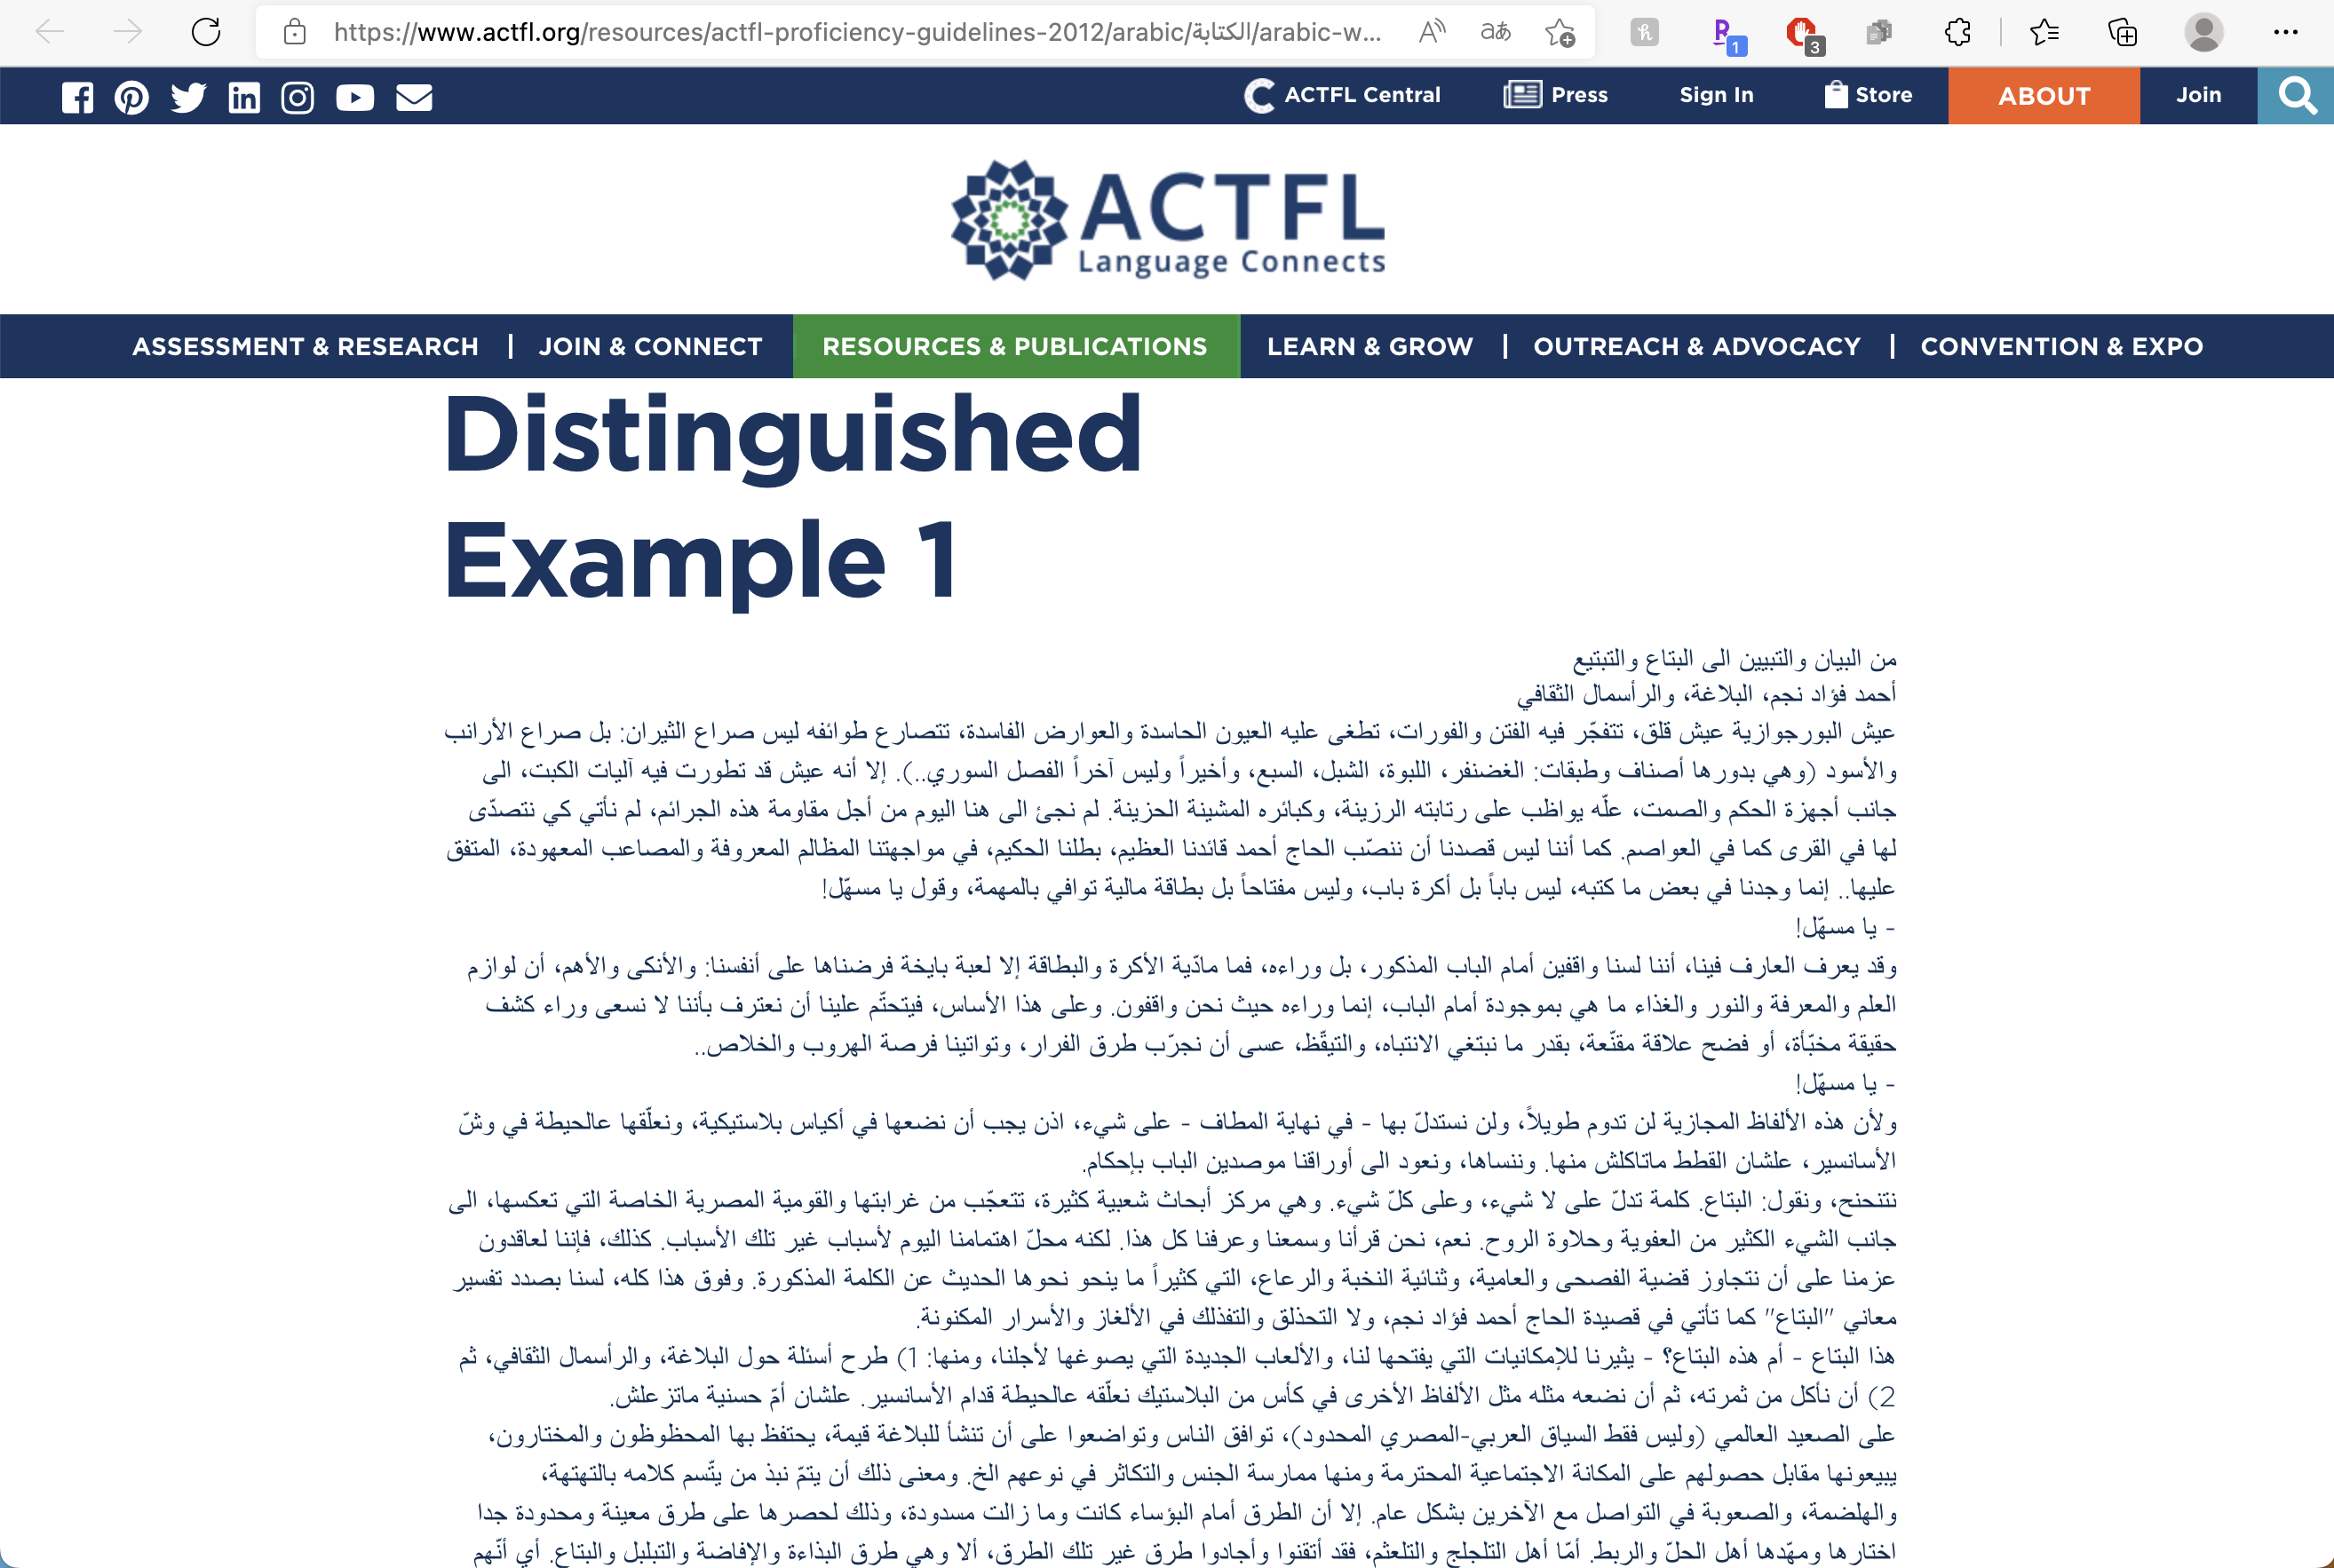 https://www.actfl.org/resources/actfl-proficiency-guidelines-2012/arabic/الكتابة/arabic-w...
1
3
ACTFL Central
Press
Sign In
Store
ABOUT
Join
ACTFL
Language Connects
ASSESSMENT & RESEARCH | JOIN & CONNECT RESOURCES & PUBLICATIONS LEARN & GROW | OUTREACH & ADVOCACY | CONVENTION & EXPO
Distinguished
Example 1
من البيان والتبيين الى البتاع والتبتيع
أحمد فؤاد نجم، البلاغة، والرأسمال الثقافي
عيش البورجوازية عيش قلق، تتفجّر فيه الفتن والفورات، تطغى عليه العيون الحاسدة والعوارض الفاسدة، تتصارع طوائفه ليس صراع الثيران: بل صراع الأرانب
والأسود (وهي بدورها أصناف وطبقات: الغضنفر، اللبوة، الشبل، السبع، وأخيراً وليس آخراً الفصل السوري..). إلا أنه عيش قد تطورت فيه آليات الكبت، الى
جانب أجهزة الحكم والصمت، علّه يواظب على رتابته الرزينة، وكبائره المشينة الحزينة. لم نجئ الى هنا اليوم من أجل مقاومة هذه الجرائم، لم نأتي كي نتصدّى
لها في القرى كما في العواصم. كما أننا ليس قصدنا أن ننصّب الحاج أحمد قائدنا العظيم، بطلنا الحكيم، في مواجهتنا المظالم المعروفة والمصاعب المعهودة، المتفق
عليها.. إنما وجدنا في بعض ما كتبه، ليس باباً بل أكرة باب، وليس مفتاحاً بل بطاقة مالية توافي بالمهمة، وقول يا مسهّل!
- يا مسهّل!
وقد يعرف العارف فينا، أننا لسنا واقفين أمام الباب المذكور، بل وراءه، فما مادّية الأكرة والبطاقة إلا لعبة بايخة فرضناها على أنفسنا: والأنكى والأهم، أن لوازم
العلم والمعرفة والنور والغذاء ما هي بموجودة أمام الباب، إنما وراءه حيث نحن واقفون. وعلى هذا الأساس، فيتحتّم علينا أن نعترف بأننا لا نسعى وراء كشف
حقيقة مخبّأة، أو فضح علاقة مقنّعة، بقدر ما نبتغي الانتباه، والتيقّظ، عسى أن نجرّب طرق الفرار، وتواتينا فرصة الهروب والخلاص..
- يا مسهّل!
ولأن هذه الألفاظ المجازية لن تدوم طويلاً، ولن نستدلّ بها - في نهاية المطاف - على شيء، اذن يجب أن نضعها في أكياس بلاستيكية، ونعلّقها عالحيطة في وشّ
الأسانسير، علشان القطط ماتاكلش منها. وننساها، ونعود الى أوراقنا موصدين الباب بإحكام.
نتنحنح، ونقول: البتاع. كلمة تدلّ على لا شيء، وعلى كلّ شيء. وهي مركز أبحاث شعبية كثيرة، تتعجّب من غرابتها والقومية المصرية الخاصة التي تعكسها، الى
جانب الشيء الكثير من العفوية وحلاوة الروح. نعم، نحن قرأنا وسمعنا وعرفنا كل هذا. لكنه محلّ اهتمامنا اليوم لأسباب غير تلك الأسباب. كذلك، فإننا لعاقدون
عزمنا على أن نتجاوز قضية الفصحى والعامية، وثنائية النخبة والرعاع، التي كثيراً ما ينحو نحوها الحديث عن الكلمة المذكورة. وفوق هذا كله، لسنا بصدد تفسير
معاني "البتاع" كما تأتي في قصيدة الحاج أحمد فؤاد نجم، ولا التحذلق والتفذلك في الألغاز والأسرار المكنونة.
هذا البتاع - أم هذه البتاع؟ - يثيرنا للإمكانيات التي يفتحها لنا، والألعاب الجديدة التي يصوغها لأجلنا، ومنها: 1) طرح أسئلة حول البلاغة، والرأسمال الثقافي، ثم
2) أن نأكل من ثمرته، ثم أن نضعه مثله مثل الألفاظ الأخرى في كأس من البلاستيك نعلّقه عالحيطة قدام الأسانسير. علشان أمّ حسنية ماتزعلش.
على الصعيد العالمي (وليس فقط السياق العربي-المصري المحدود)، توافق الناس وتواضعوا على أن تنشأ للبلاغة قيمة، يحتفظ بها المحظوظون والمختارون،
يبيعونها مقابل حصولهم على المكانة الاجتماعية المحترمة ومنها ممارسة الجنس والتكاثر في نوعهم الخ. ومعنى ذلك أن يتمّ نبذ من يتّسم كلامه بالتهتهة،
والهلضمة، والصعوبة في التواصل مع الآخرين بشكل عام. إلا أن الطرق أمام البؤساء كانت وما زالت مسدودة، وذلك لحصرها على طرق معينة ومحدودة جدا
اختارها ومهّدها أهل الحلّ والربط. أمّا أهل التلجلج والتلعثم، فقد أتقنوا وأجادوا طرق غير تلك الطرق، ألا وهي طرق البذاءة والإفاضة والتبلبل والبتاع. أي أنّهم